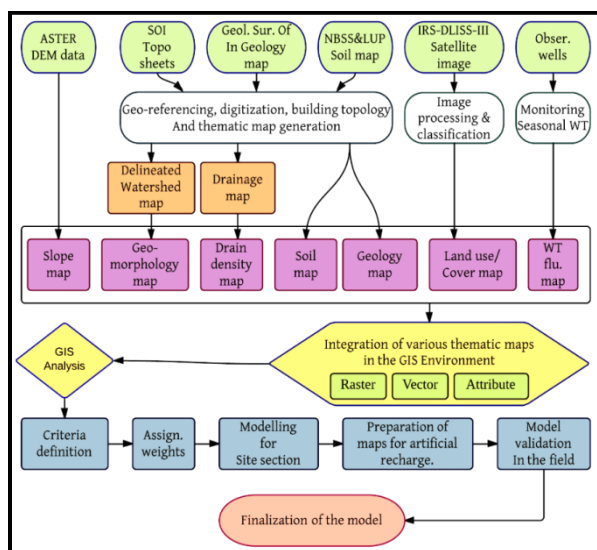 ASTER
DEM data
SOI
Topo
sheets
Geol. Sur. Of
In Geology
map
NBSS&LUP
Soil map
IRS-DLISS-III
Satellite
image
Obser.
wells
Geo-referencing, digitization, building topology
And thematic map generation
Image
processing &
classification
Monitoring
Seasonal WT
Delineated
Watershed
map
Drainage
map
Slope
map
Geo-
morphology
map
Drain
density
map
Soil
map
Geology
map
Land use/
Cover map
WT
flu.
map
GIS
Analysis
Integration of various thematic maps
in the GIS Environment
Raster
Vector
Attribute
Criteria
definition
Assign.
weights
Modelling
for
Site section
Preparation of
maps for artificial
recharge.
Model
validation
In the field
Finalization of the model